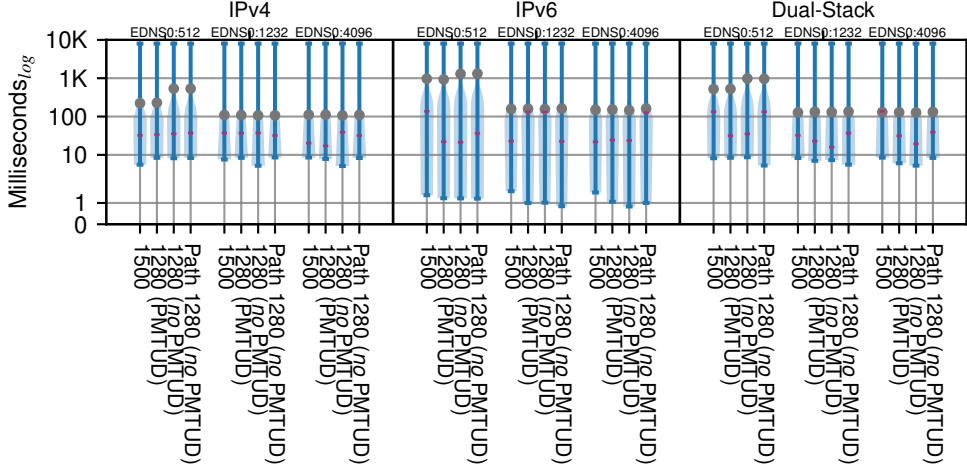 IPv4 IPv6 Dual-Stack
EDNS0:512 EDNS0:1232 EDNS0:4096 EDNS0:512 EDNS0:1232 EDNS0:4096 EDNS0:512 EDNS0:1232 EDNS0:4096
10K
1K
100
10
1
0
Milliseconds_log
1500
1280 (PMTUD)
1280 (no PMTUD)
Path 1280 (no PMTUD)
1500
1280 (PMTUD)
1280 (no PMTUD)
Path 1280 (no PMTUD)
1500
1280 (PMTUD)
1280 (no PMTUD)
Path 1280 (no PMTUD)
1500
1280 (PMTUD)
1280 (no PMTUD)
Path 1280 (no PMTUD)
1500
1280 (PMTUD)
1280 (no PMTUD)
Path 1280 (no PMTUD)
1500
1280 (PMTUD)
1280 (no PMTUD)
Path 1280 (no PMTUD)
1500
1280 (PMTUD)
1280 (no PMTUD)
Path 1280 (no PMTUD)
1500
1280 (PMTUD)
1280 (no PMTUD)
Path 1280 (no PMTUD)
1500
1280 (PMTUD)
1280 (no PMTUD)
Path 1280 (no PMTUD)